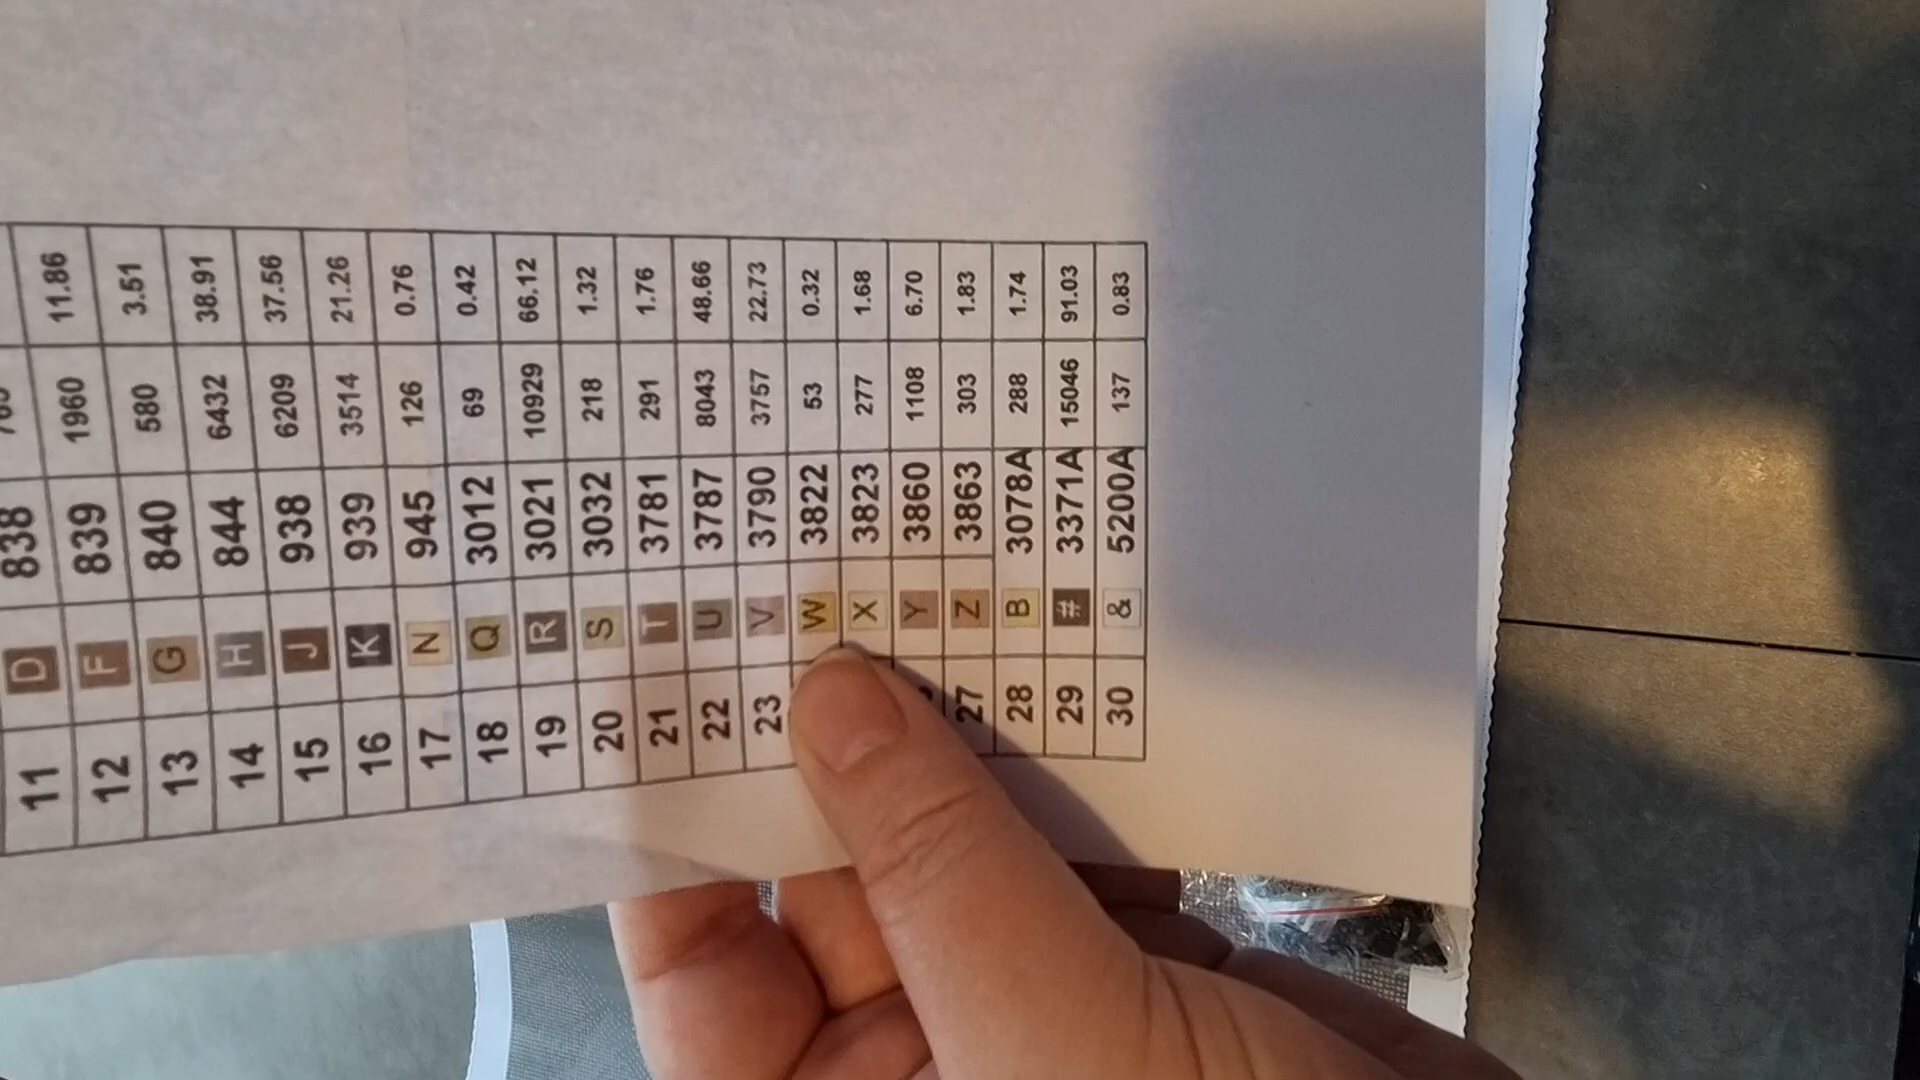 11 D 838
12 F 839 1960 11.86
13 G 840 580 3.51
14 H 844 6432 38.91
15 J 938 6209 37.56
16 K 939 3514 21.26
17 N 945 126 0.76
18 Q 3012 69 0.42
19 R 3021 10929 66.12
20 S 3032 218 1.32
21 T 3781 291 1.76
22 U 3787 8043 48.66
23 V 3790 3757 22.73
W 3822 53 0.32
X 3823 277 1.68
Y 3860 1108 6.70
27 Z 3863 303 1.83
28 B 3078A 288 1.74
29 # 3371A 15046 91.03
30 & 5200A 137 0.83